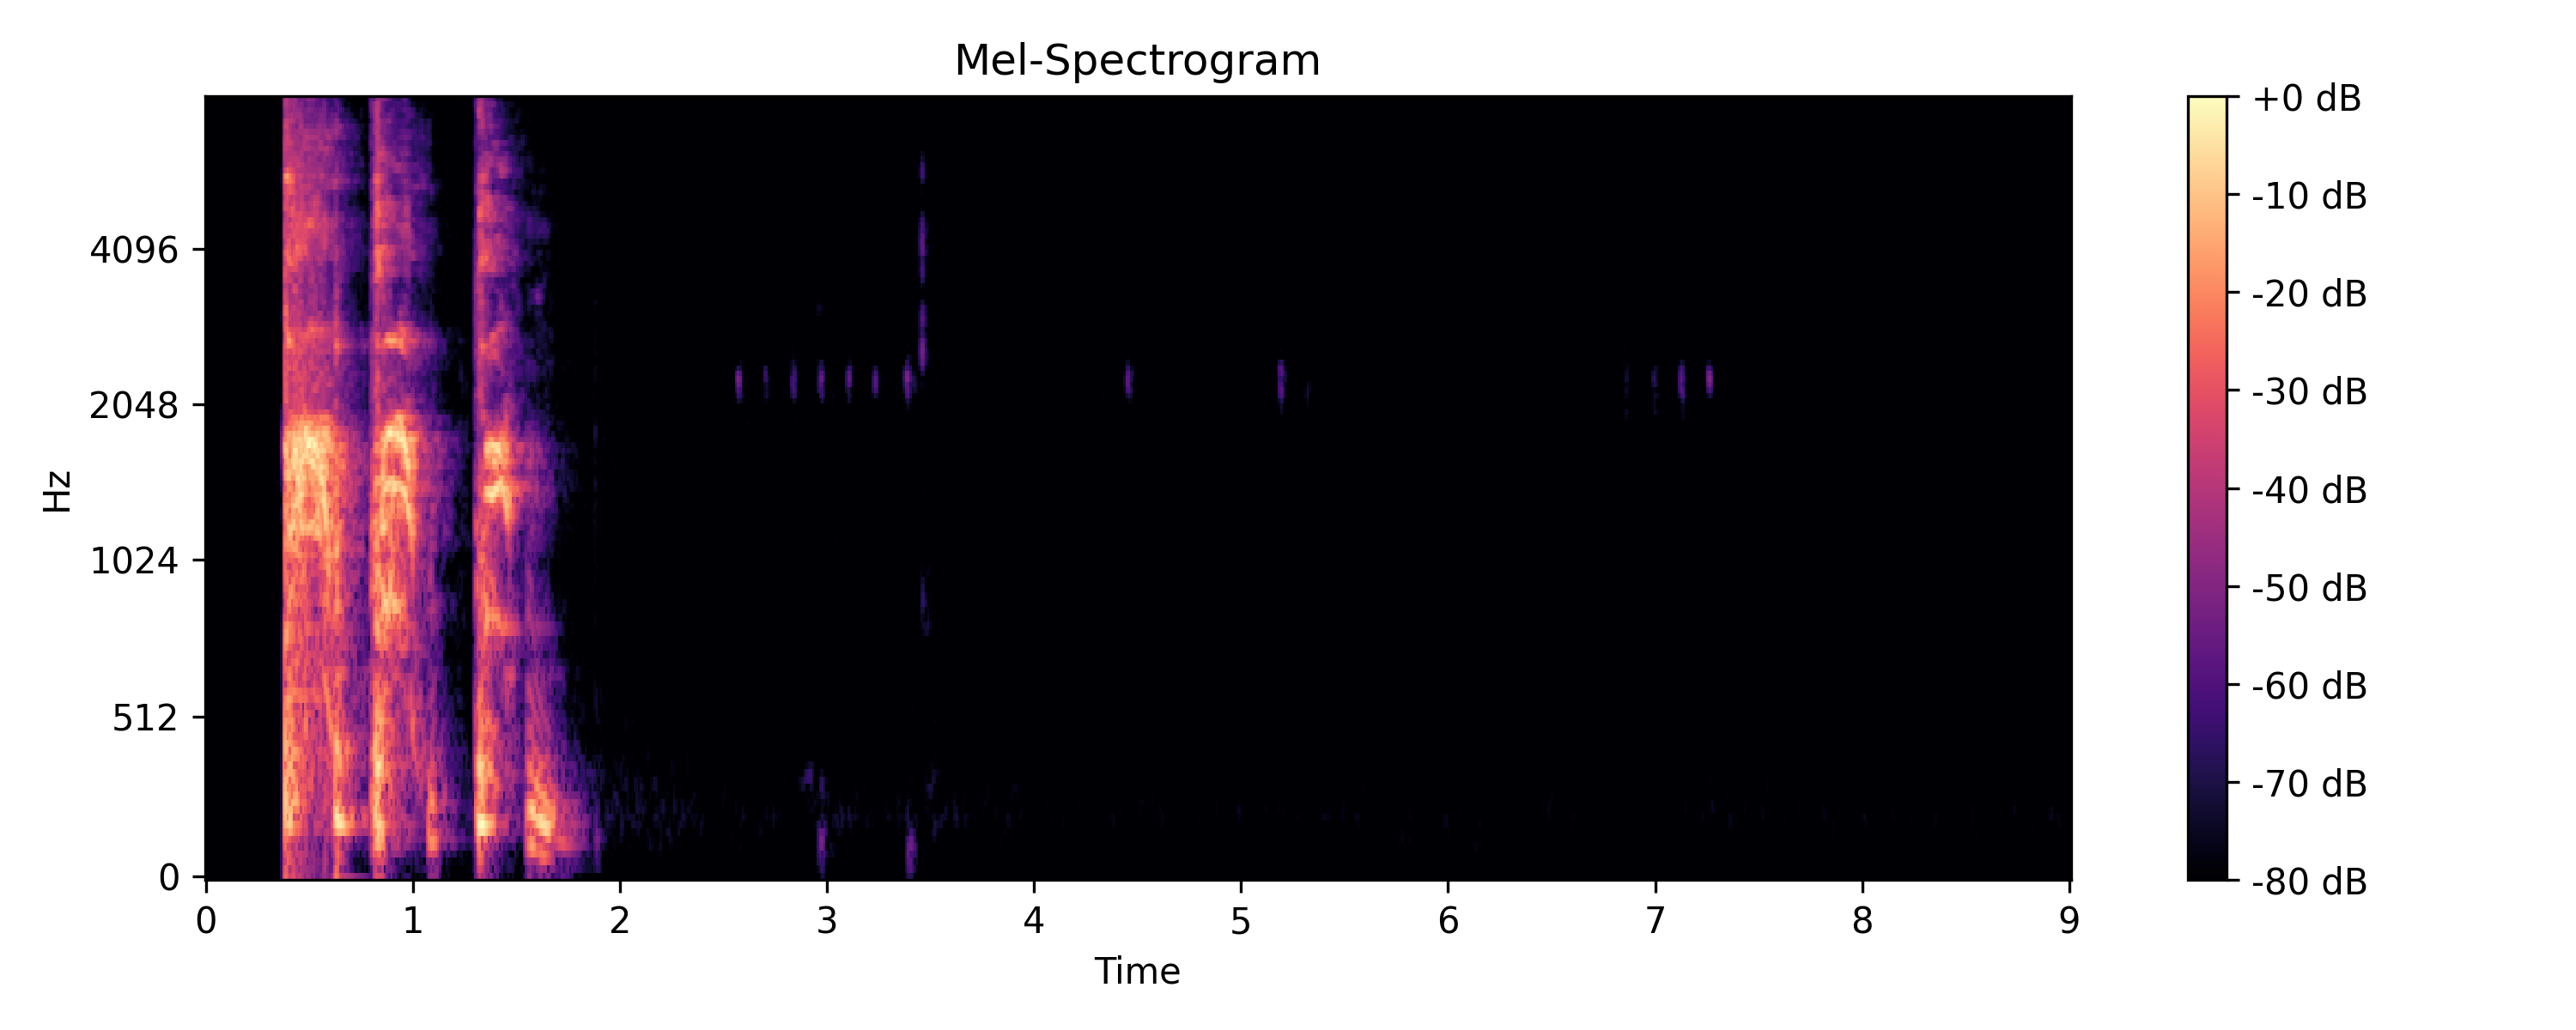 Mel-Spectrogram
+0 dB
-10 dB
-20 dB
-30 dB
-40 dB
-50 dB
-60 dB
-70 dB
-80 dB
4096
2048
1024
512
0
Hz
0 1 2 3 4 5 6 7 8 9
Time